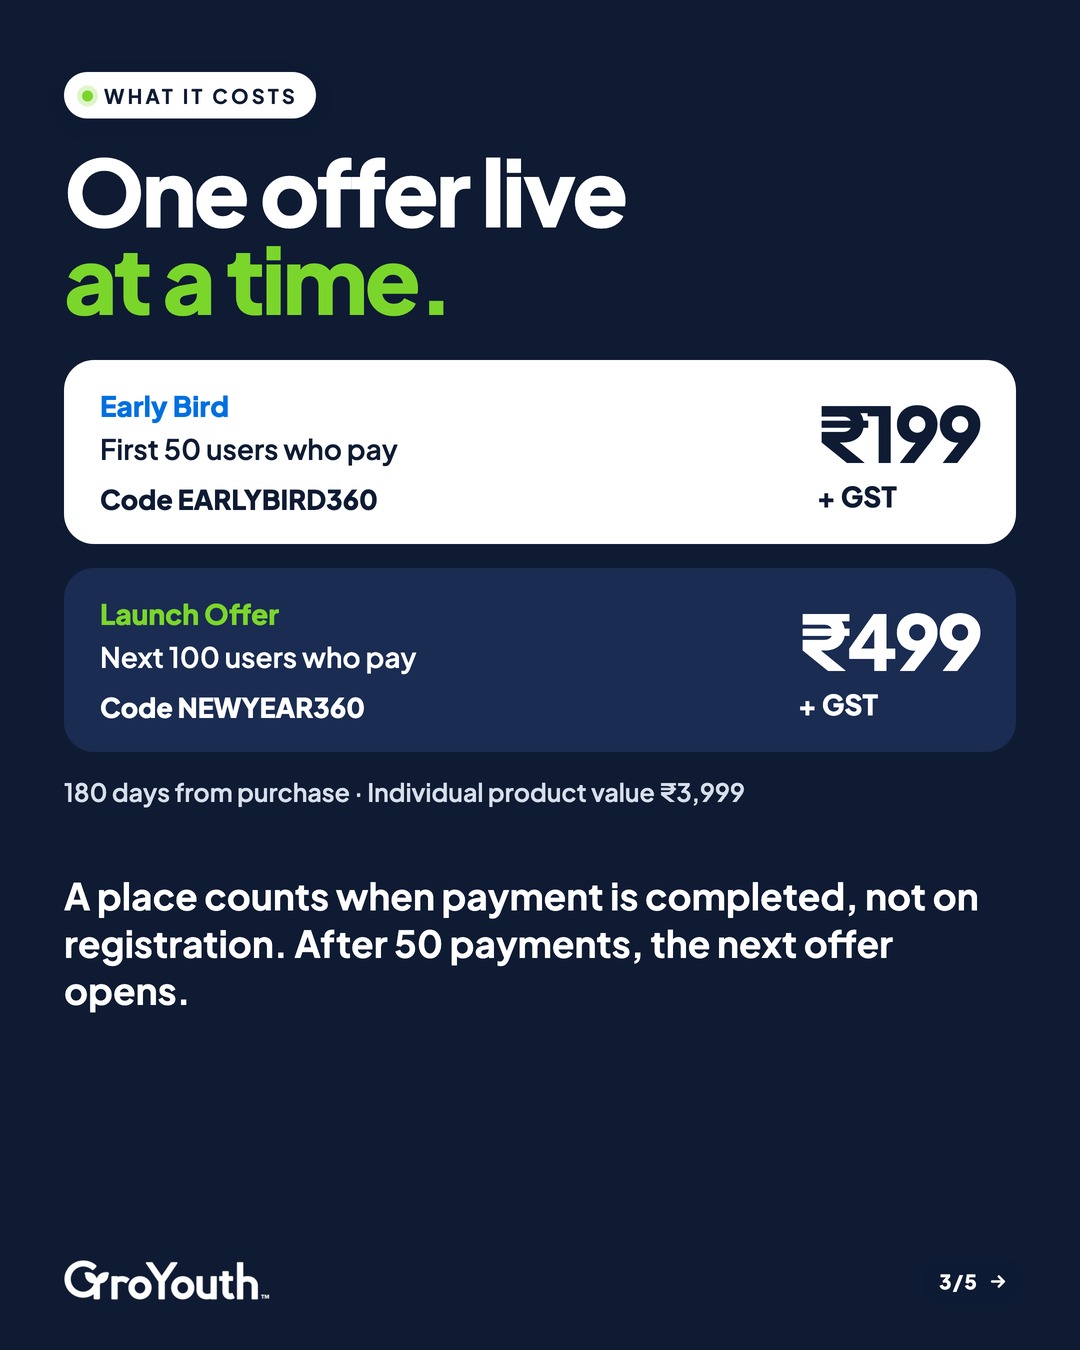 WHAT IT COSTS
One offer live
at a time.
Early Bird
First 50 users who pay
Code EARLYBIRD360
₹199
+ GST
Launch Offer
Next 100 users who pay
Code NEWYEAR360
₹499
+ GST
180 days from purchase · Individual product value ₹3,999
A place counts when payment is completed, not on
registration. After 50 payments, the next offer
opens.
GroYouth™
3/5 →